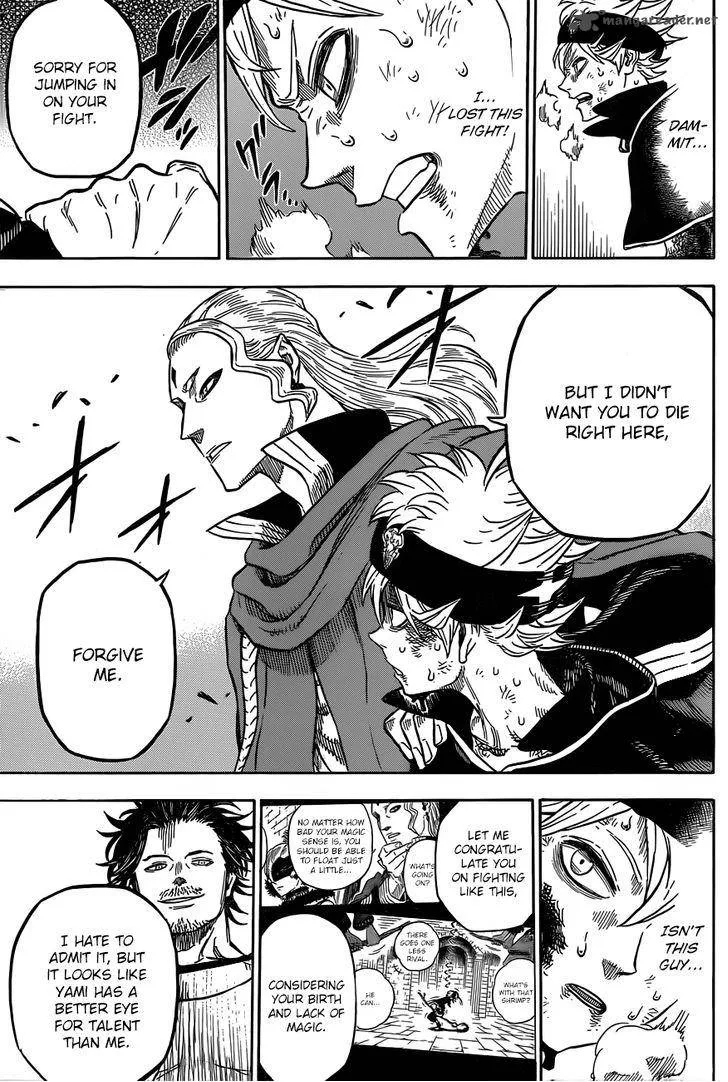 mangareader.net
DAM-
MIT...
I...
LOST THIS
FIGHT!
SORRY FOR
JUMPING IN
ON YOUR
FIGHT.
BUT I DIDN'T
WANT YOU TO DIE
RIGHT HERE,
FORGIVE
ME.
ISN'T
THIS
GUY...
LET ME
CONGRATU-
LATE YOU
ON FIGHTING
LIKE THIS,
WHAT'S
GOING
ON?
NO MATTER HOW
BAD YOUR MAGIC
SENSE IS, YOU
SHOULD BE ABLE
TO FLOAT JUST
A LITTLE...
WHAT'S
WITH THAT
SHRIMP?
THERE
GOES ONE
LESS
RIVAL.
HE
CAN...
CONSIDERING
YOUR BIRTH
AND LACK OF
MAGIC.
I HATE TO
ADMIT IT, BUT
IT LOOKS LIKE
YAMI HAS A
BETTER EYE
FOR TALENT
THAN ME.